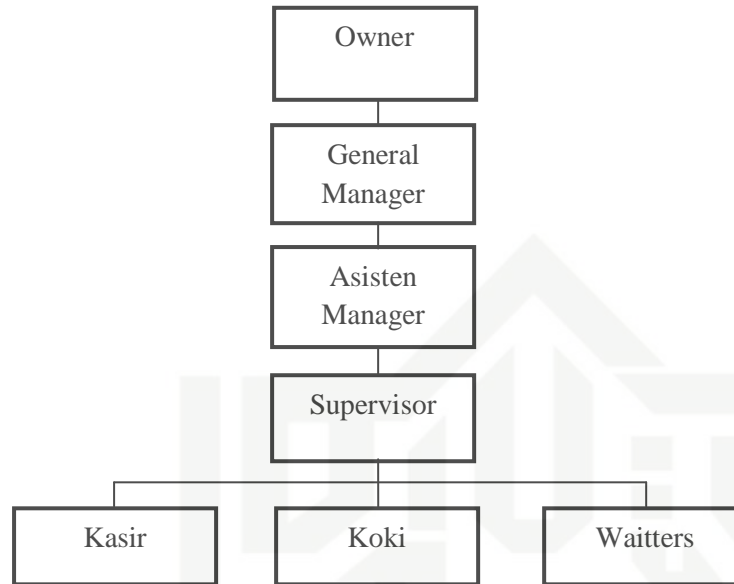 Owner
General
Manager
Asisten
Manager
Supervisor
Kasir
Koki
Waitters